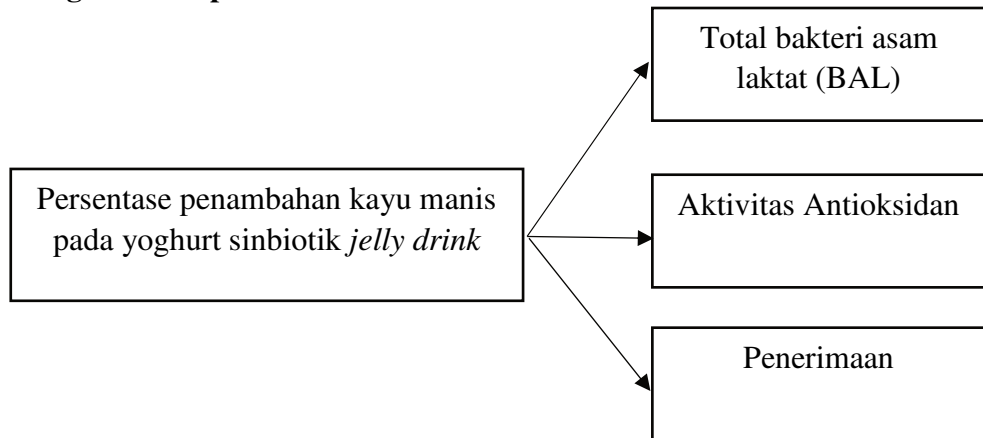 Total bakteri asam
laktat (BAL)
Persentase penambahan kayu manis
pada yoghurt sinbiotik jelly drink
Aktivitas Antioksidan
Penerimaan